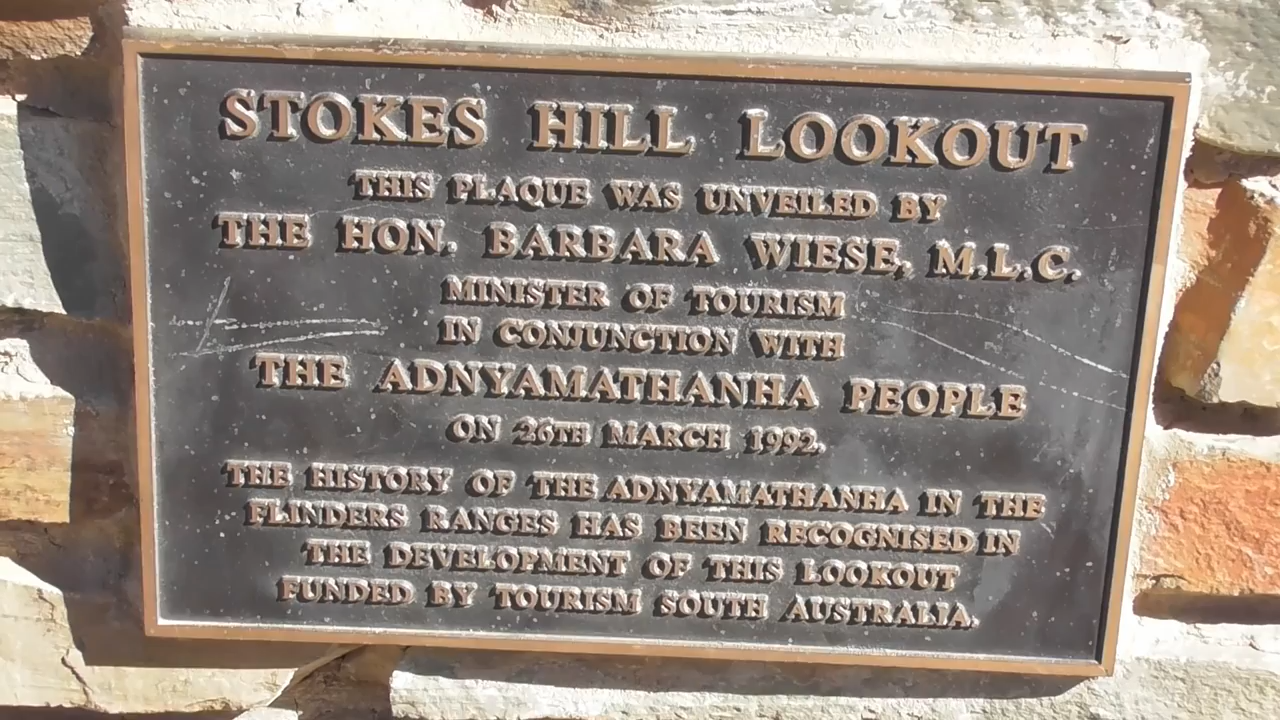 STOKES HILL LOOKOUT
THIS PLAQUE WAS UNVEILED BY
THE HON. BARBARA WIESE, M.L.C.
MINISTER OF TOURISM
IN CONJUNCTION WITH
THE ADNYAMATHANHA PEOPLE
ON 26TH MARCH 1992.
THE HISTORY OF THE ADNYAMATHANHA IN THE
FLINDERS RANGES HAS BEEN RECOGNISED IN
THE DEVELOPMENT OF THIS LOOKOUT
FUNDED BY TOURISM SOUTH AUSTRALIA.